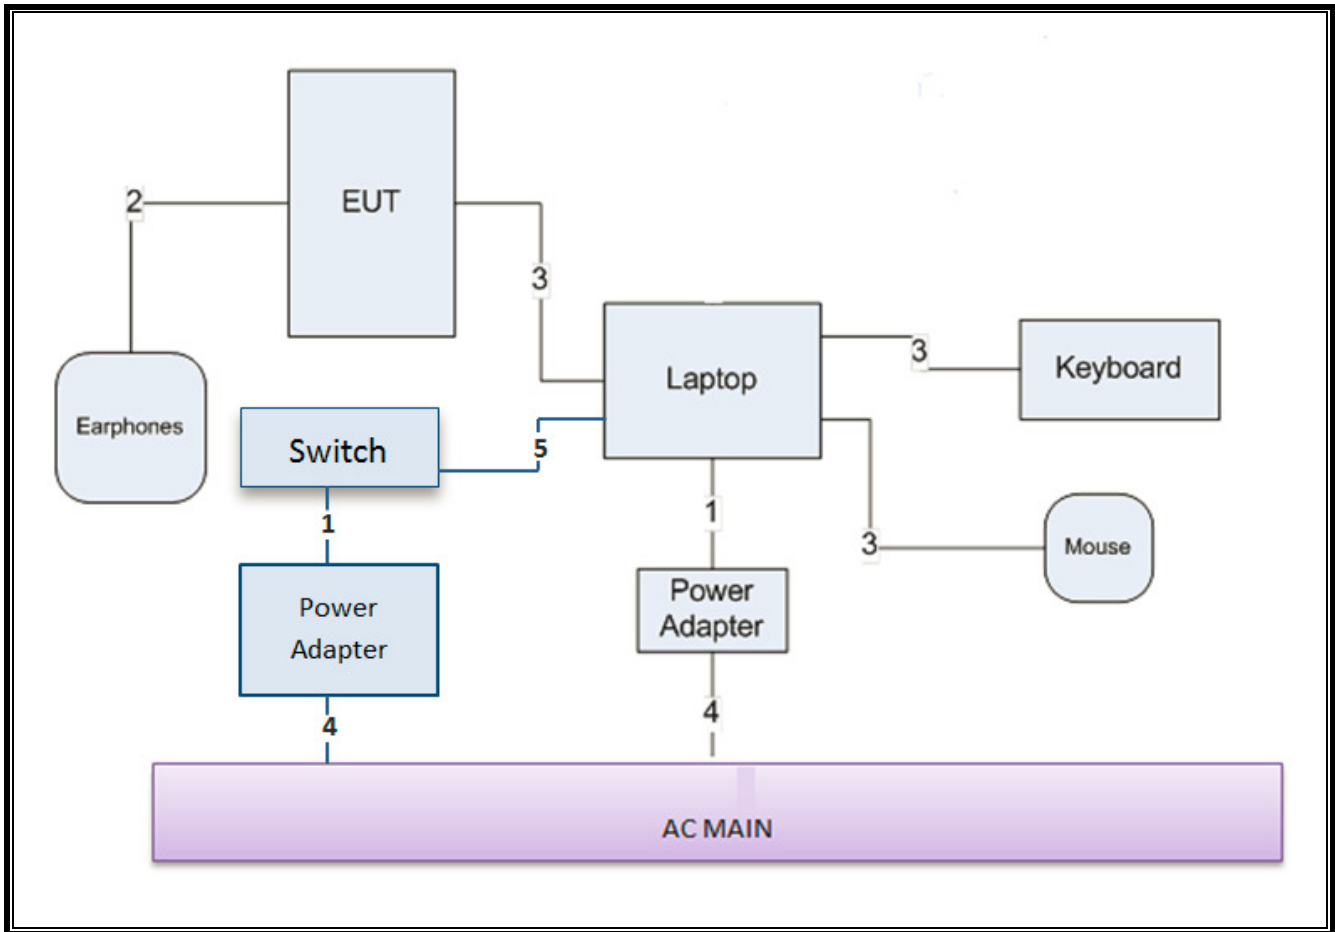 EUT
2
3
Laptop
3
Keyboard
Earphones
Switch
5
1
1
3
Mouse
Power
Adapter
Power
Adapter
4
4
AC MAIN